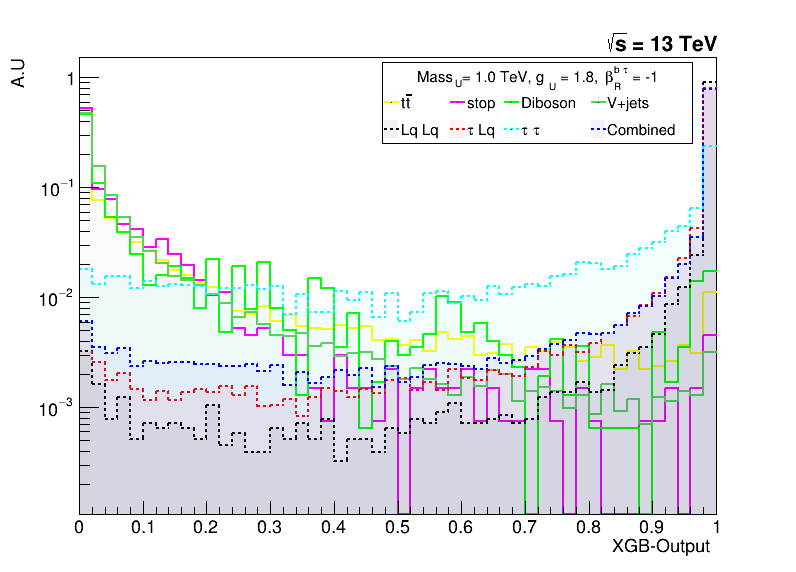 √s = 13 TeV
A.U
Mass_U = 1.0 TeV, g_U = 1.8, β_R^{b τ} = -1
tt̄ stop Diboson V+jets
Lq Lq τ Lq τ τ Combined
1
10⁻¹
10⁻²
10⁻³
0 0.1 0.2 0.3 0.4 0.5 0.6 0.7 0.8 0.9 1
XGB-Output